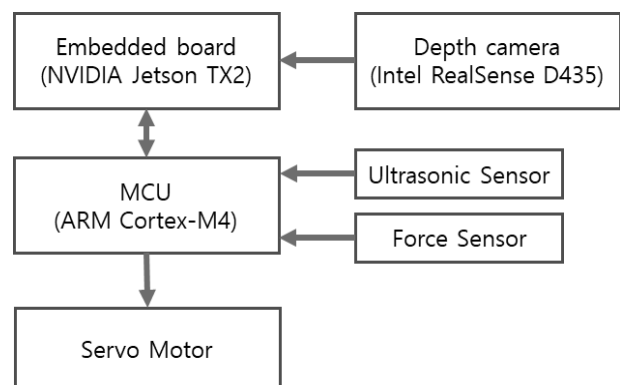 Embedded board
(NVIDIA Jetson TX2)
Depth camera
(Intel RealSense D435)
MCU
(ARM Cortex-M4)
Ultrasonic Sensor
Force Sensor
Servo Motor